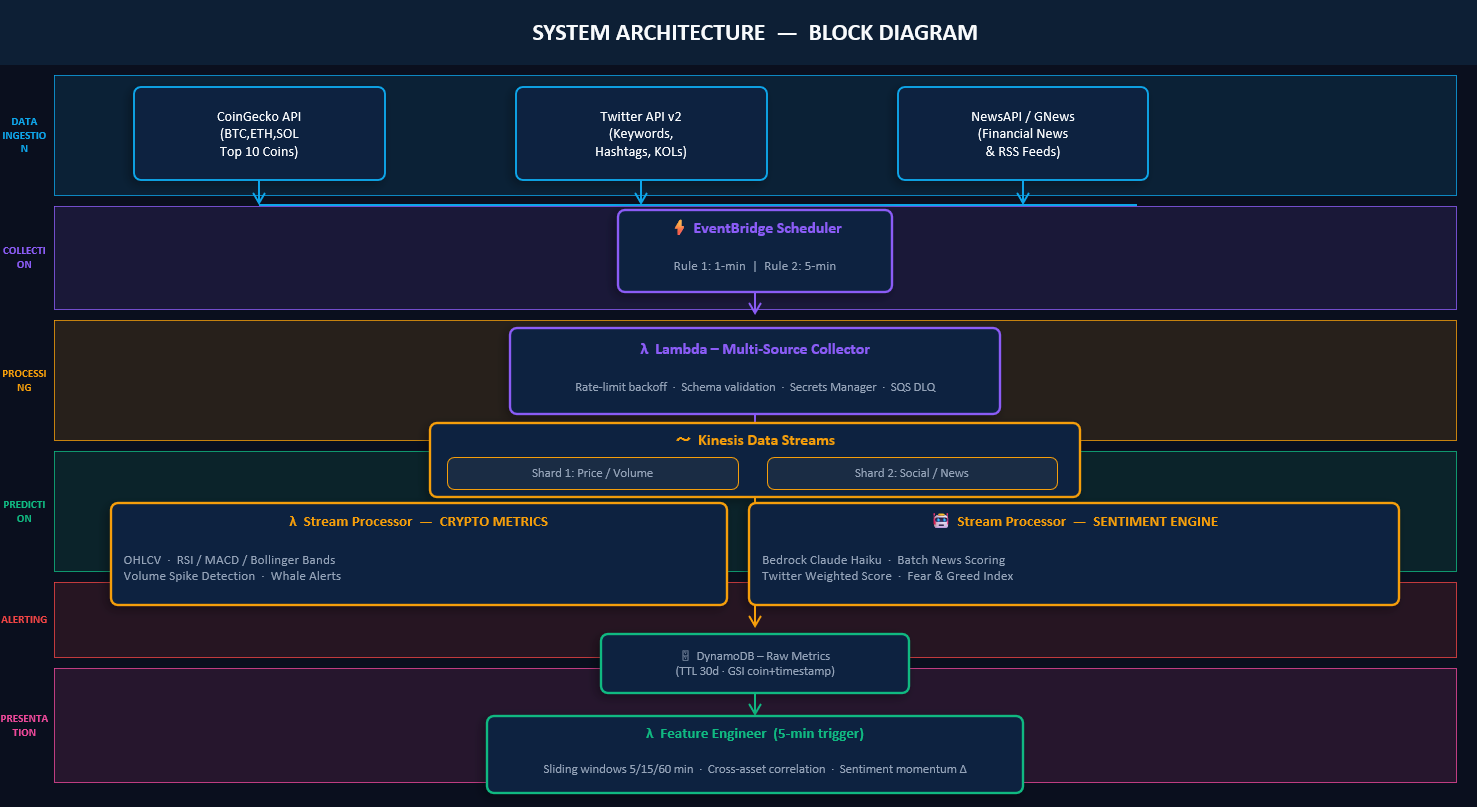 SYSTEM ARCHITECTURE — BLOCK DIAGRAM
DATA
INGESTIO
N
CoinGecko API
(BTC,ETH,SOL
Top 10 Coins)
Twitter API v2
(Keywords,
Hashtags, KOLs)
NewsAPI / GNews
(Financial News
& RSS Feeds)
COLLECTI
ON
⚡ EventBridge Scheduler
Rule 1: 1-min | Rule 2: 5-min
PROCESSI
NG
λ Lambda – Multi-Source Collector
Rate-limit backoff · Schema validation · Secrets Manager · SQS DLQ
〜 Kinesis Data Streams
Shard 1: Price / Volume
Shard 2: Social / News
PREDICTI
ON
λ Stream Processor — CRYPTO METRICS
OHLCV · RSI / MACD / Bollinger Bands
Volume Spike Detection · Whale Alerts
🤖 Stream Processor — SENTIMENT ENGINE
Bedrock Claude Haiku · Batch News Scoring
Twitter Weighted Score · Fear & Greed Index
ALERTING
🗄 DynamoDB – Raw Metrics
(TTL 30d · GSI coin+timestamp)
PRESENTA
TION
λ Feature Engineer (5-min trigger)
Sliding windows 5/15/60 min · Cross-asset correlation · Sentiment momentum Δ